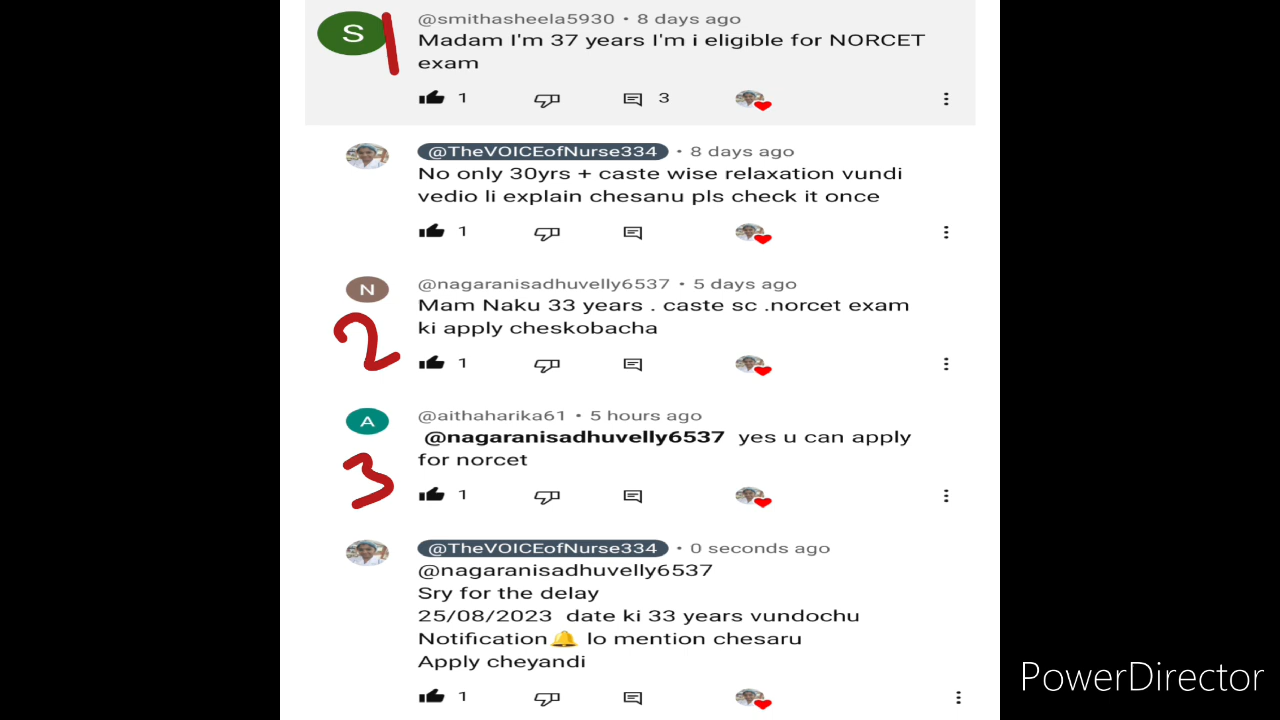 S
1
@smithasheela5930 • 8 days ago
Madam I'm 37 years I'm i eligible for NORCET
exam
1
3
@TheVOICEofNurse334 • 8 days ago
No only 30yrs + caste wise relaxation vundi
vedio li explain chesanu pls check it once
1
N
@nagaranisadhuvelly6537 • 5 days ago
Mam Naku 33 years . caste sc .norcet exam
ki apply cheskobacha
2
1
A
@aithaharika61 • 5 hours ago
@nagaranisadhuvelly6537 yes u can apply
for norcet
3
1
@TheVOICEofNurse334 • 0 seconds ago
@nagaranisadhuvelly6537
Sry for the delay
25/08/2023 date ki 33 years vundochu
Notification🔔 lo mention chesaru
Apply cheyandi
1
PowerDirector